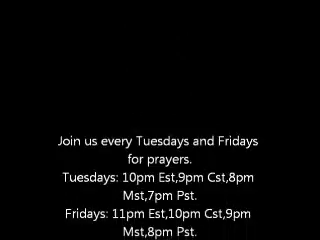 Join us every Tuesdays and Fridays
for prayers.
Tuesdays: 10pm Est,9pm Cst,8pm
Mst,7pm Pst.
Fridays: 11pm Est,10pm Cst,9pm
Mst,8pm Pst.